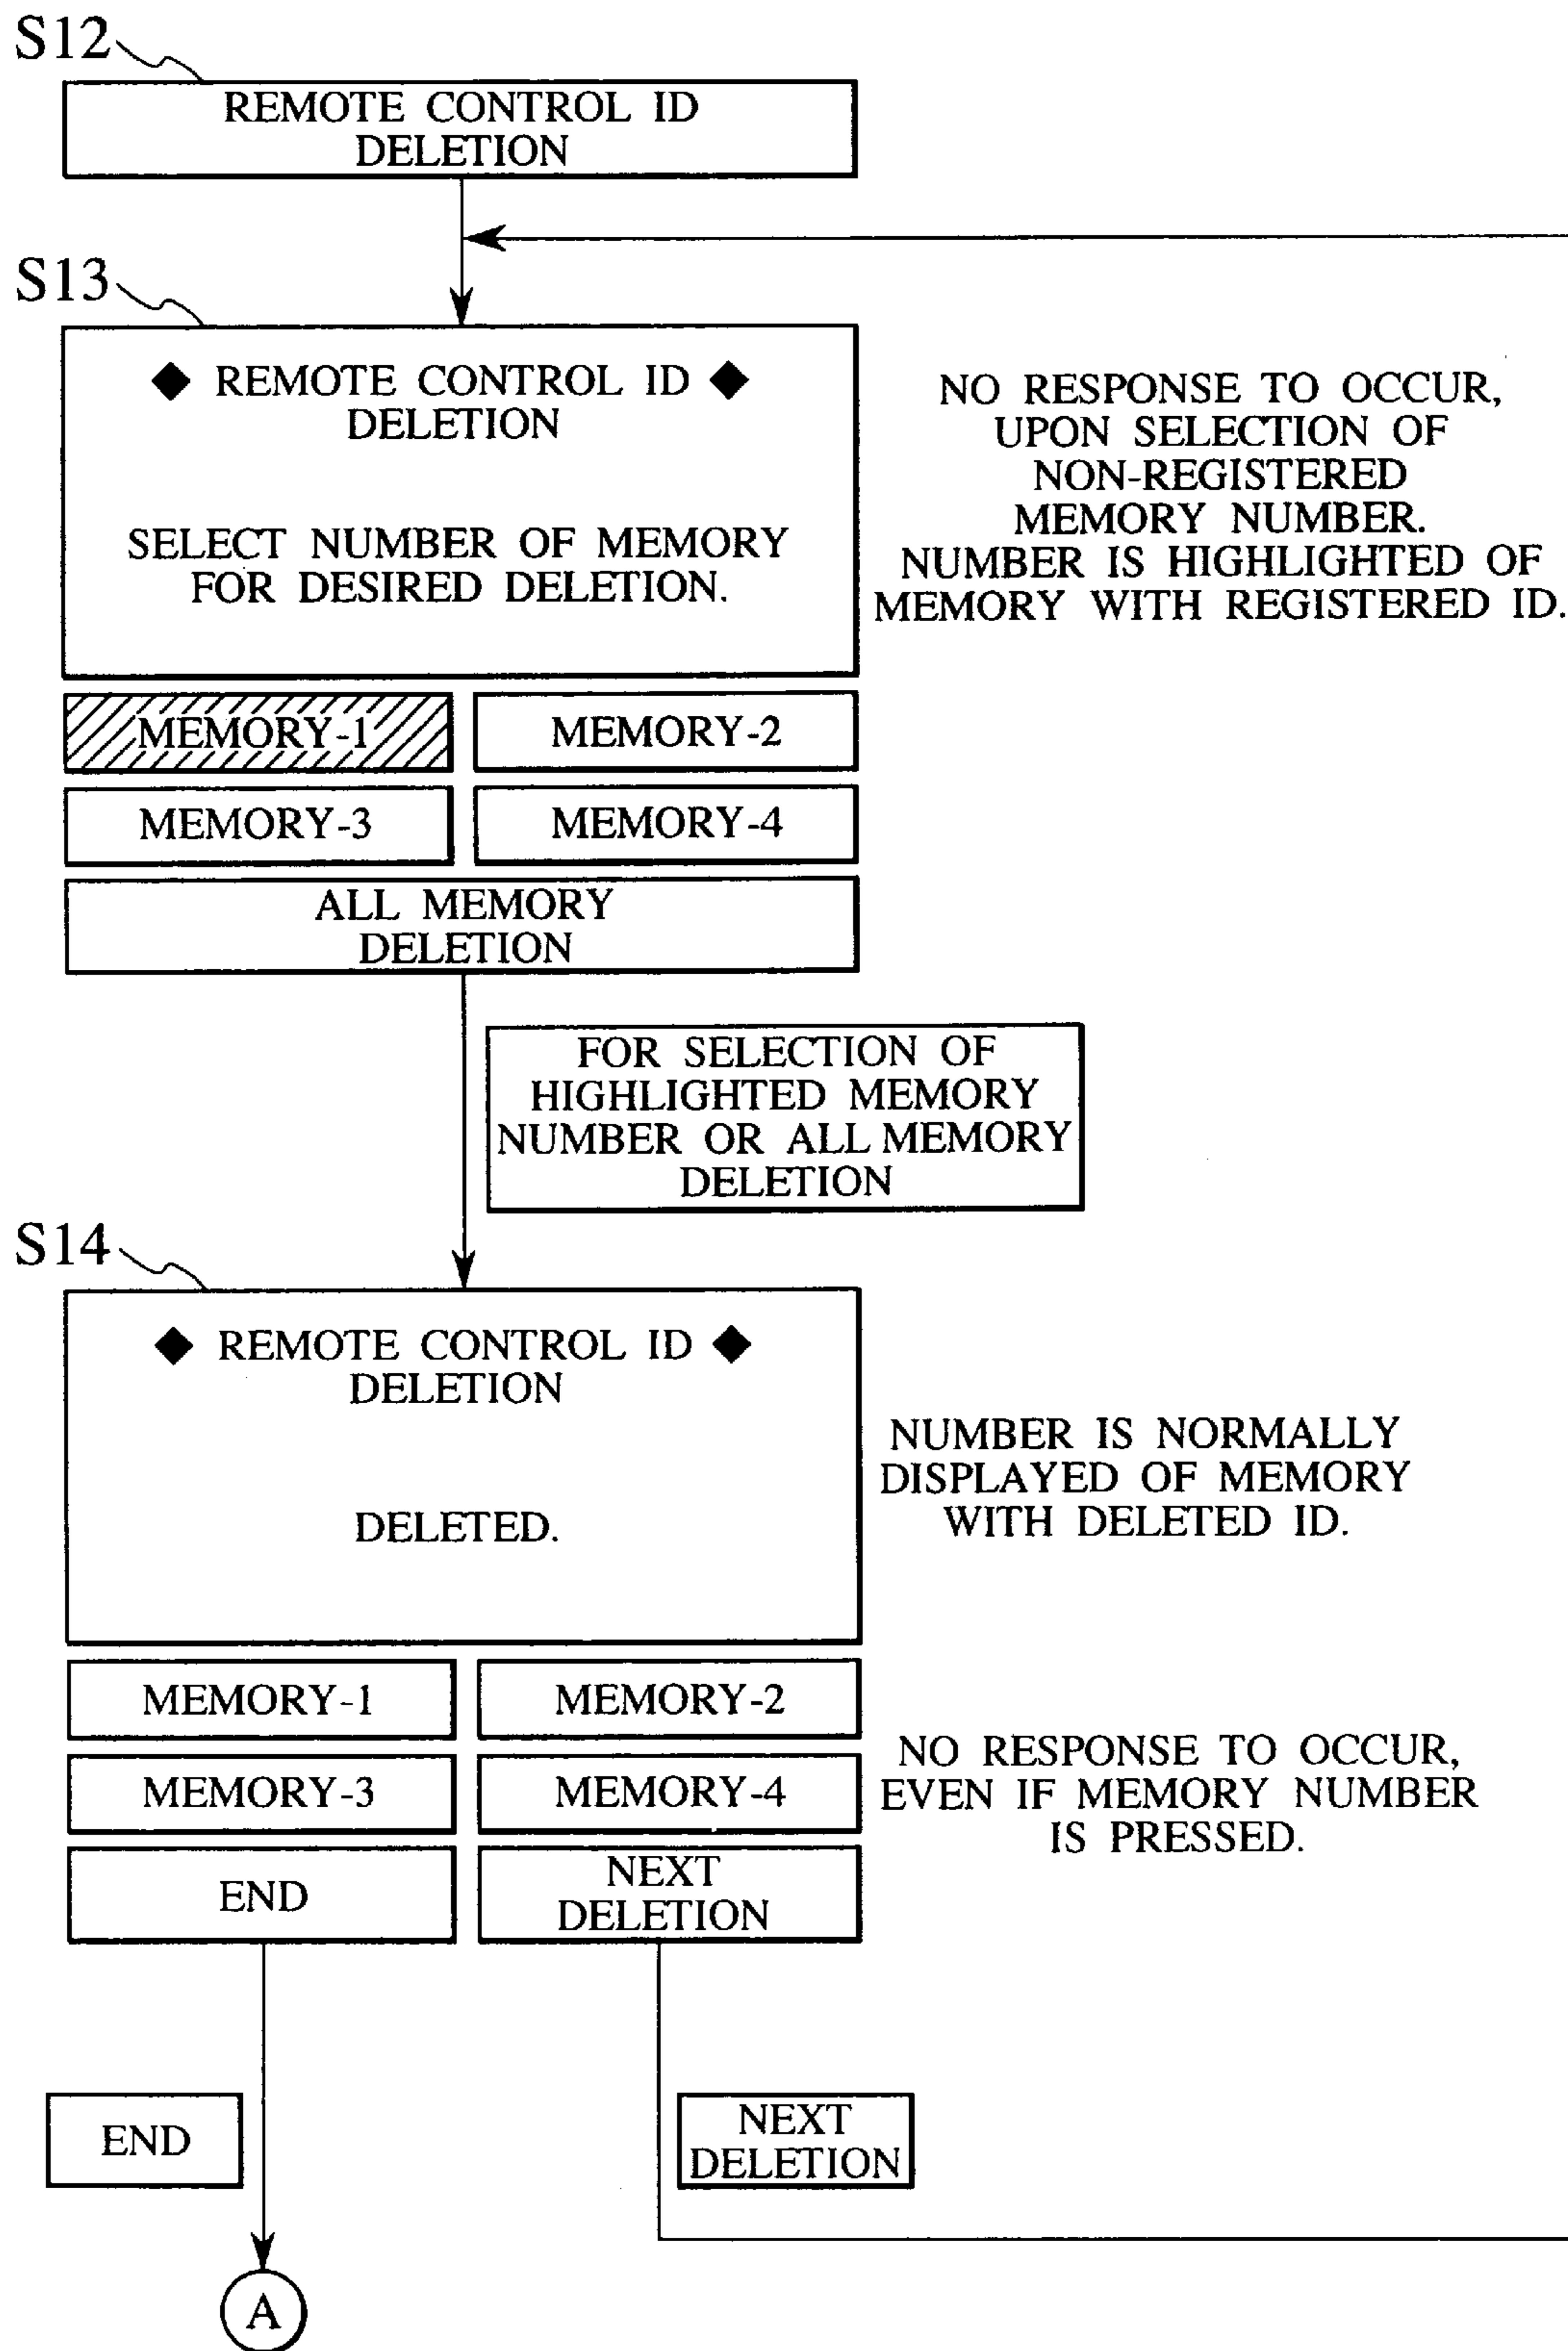 S12
REMOTE CONTROL ID
DELETION
S13
◆ REMOTE CONTROL ID ◆
DELETION
SELECT NUMBER OF MEMORY
FOR DESIRED DELETION.
NO RESPONSE TO OCCUR,
UPON SELECTION OF
NON-REGISTERED
MEMORY NUMBER.
NUMBER IS HIGHLIGHTED OF
MEMORY WITH REGISTERED ID.
MEMORY-1
MEMORY-2
MEMORY-3
MEMORY-4
ALL MEMORY
DELETION
FOR SELECTION OF
HIGHLIGHTED MEMORY
NUMBER OR ALL MEMORY
DELETION
S14
◆ REMOTE CONTROL ID ◆
DELETION
DELETED.
NUMBER IS NORMALLY
DISPLAYED OF MEMORY
WITH DELETED ID.
MEMORY-1
MEMORY-2
MEMORY-3
MEMORY-4
NO RESPONSE TO OCCUR,
EVEN IF MEMORY NUMBER
IS PRESSED.
END
NEXT
DELETION
END
NEXT
DELETION
A